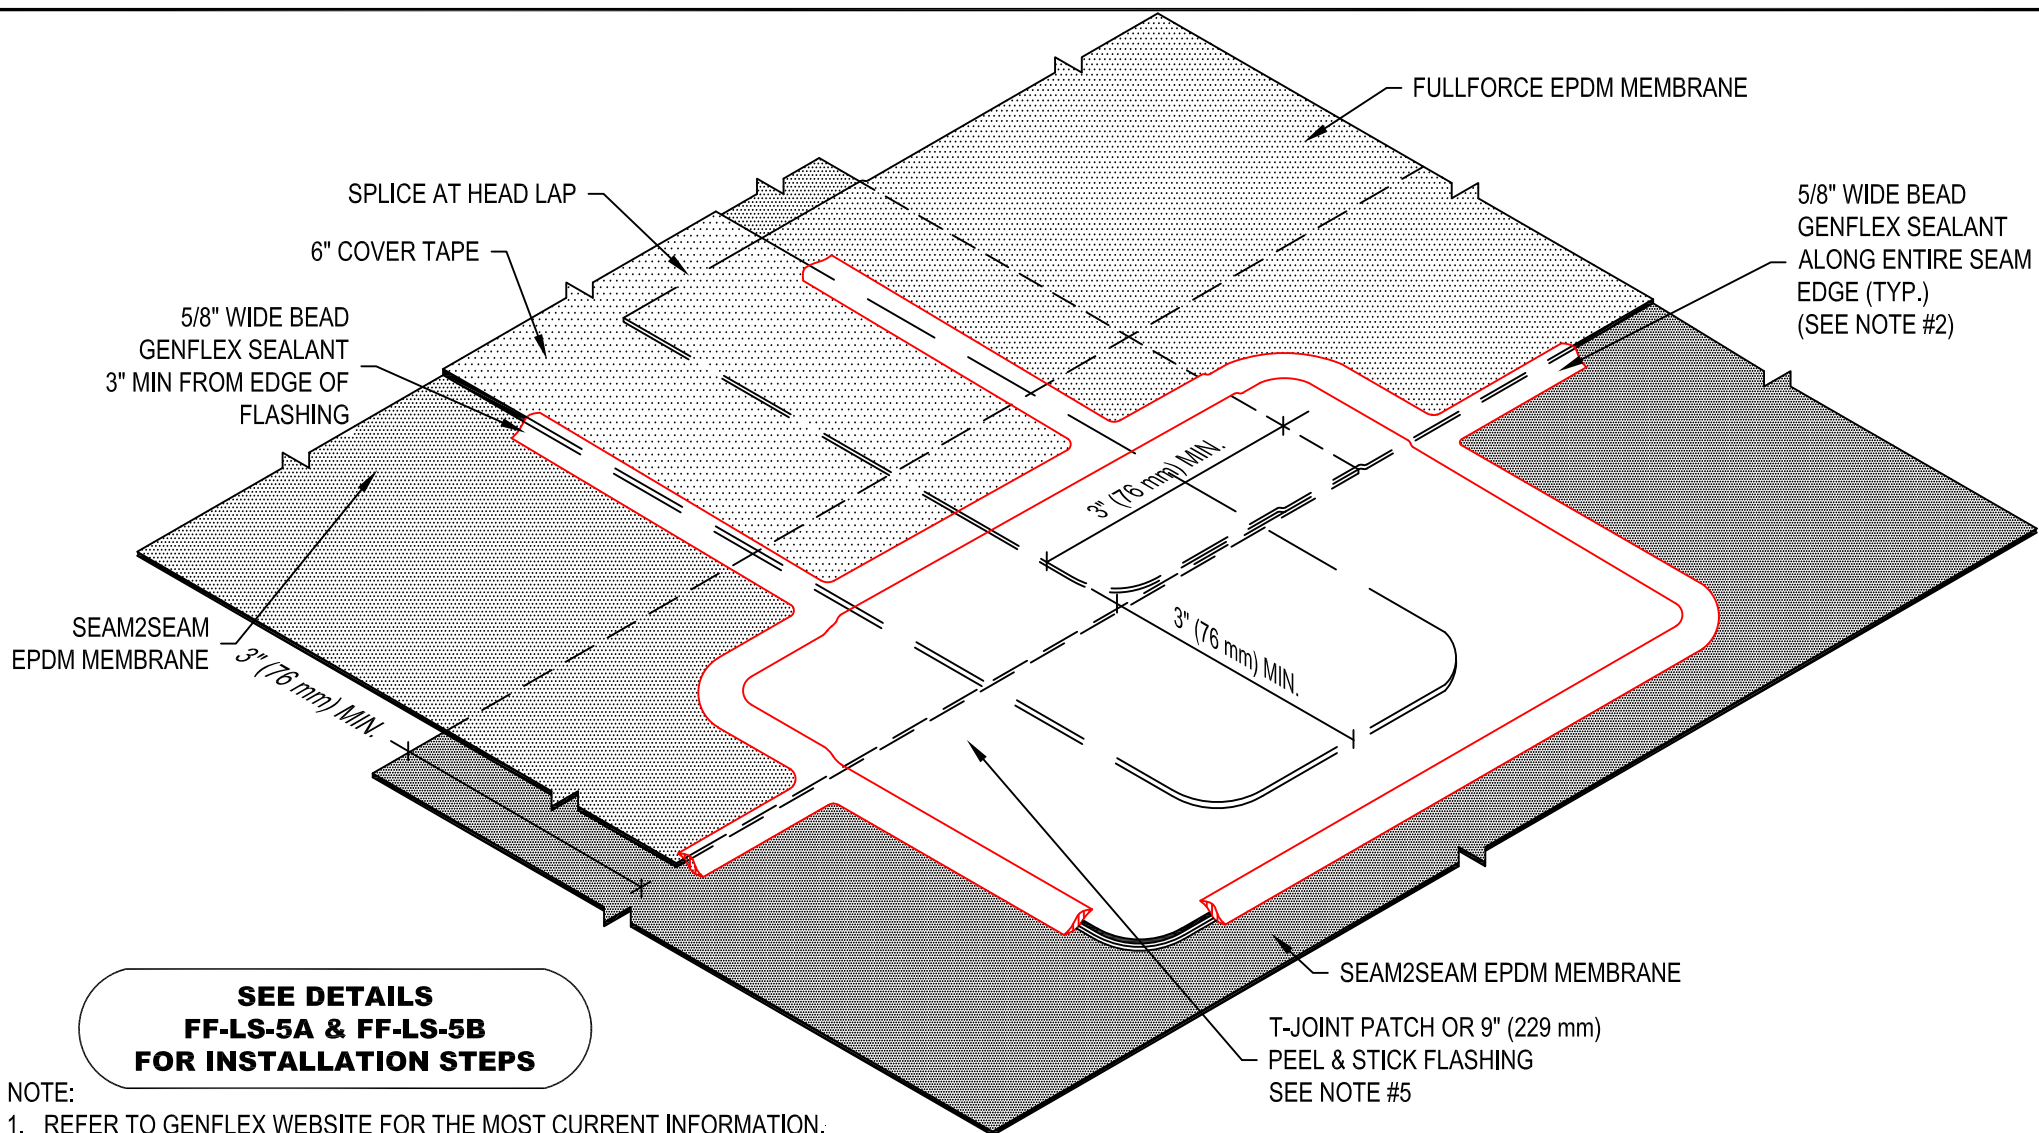 FULLFORCE EPDM MEMBRANE
SPLICE AT HEAD LAP
6" COVER TAPE
5/8" WIDE BEAD
GENFLEX SEALANT
3" MIN FROM EDGE OF
FLASHING
5/8" WIDE BEAD
GENFLEX SEALANT
ALONG ENTIRE SEAM
EDGE (TYP.)
(SEE NOTE #2)
3" (76 mm) MIN.
3" (76 mm) MIN.
SEAM2SEAM
EPDM MEMBRANE
3" (76 mm) MIN.
SEAM2SEAM EPDM MEMBRANE
T-JOINT PATCH OR 9" (229 mm)
PEEL & STICK FLASHING
SEE NOTE #5
SEE DETAILS
FF-LS-5A & FF-LS-5B
FOR INSTALLATION STEPS
NOTE:
1. REFER TO GENFLEX WEBSITE FOR THE MOST CURRENT INFORMATION.